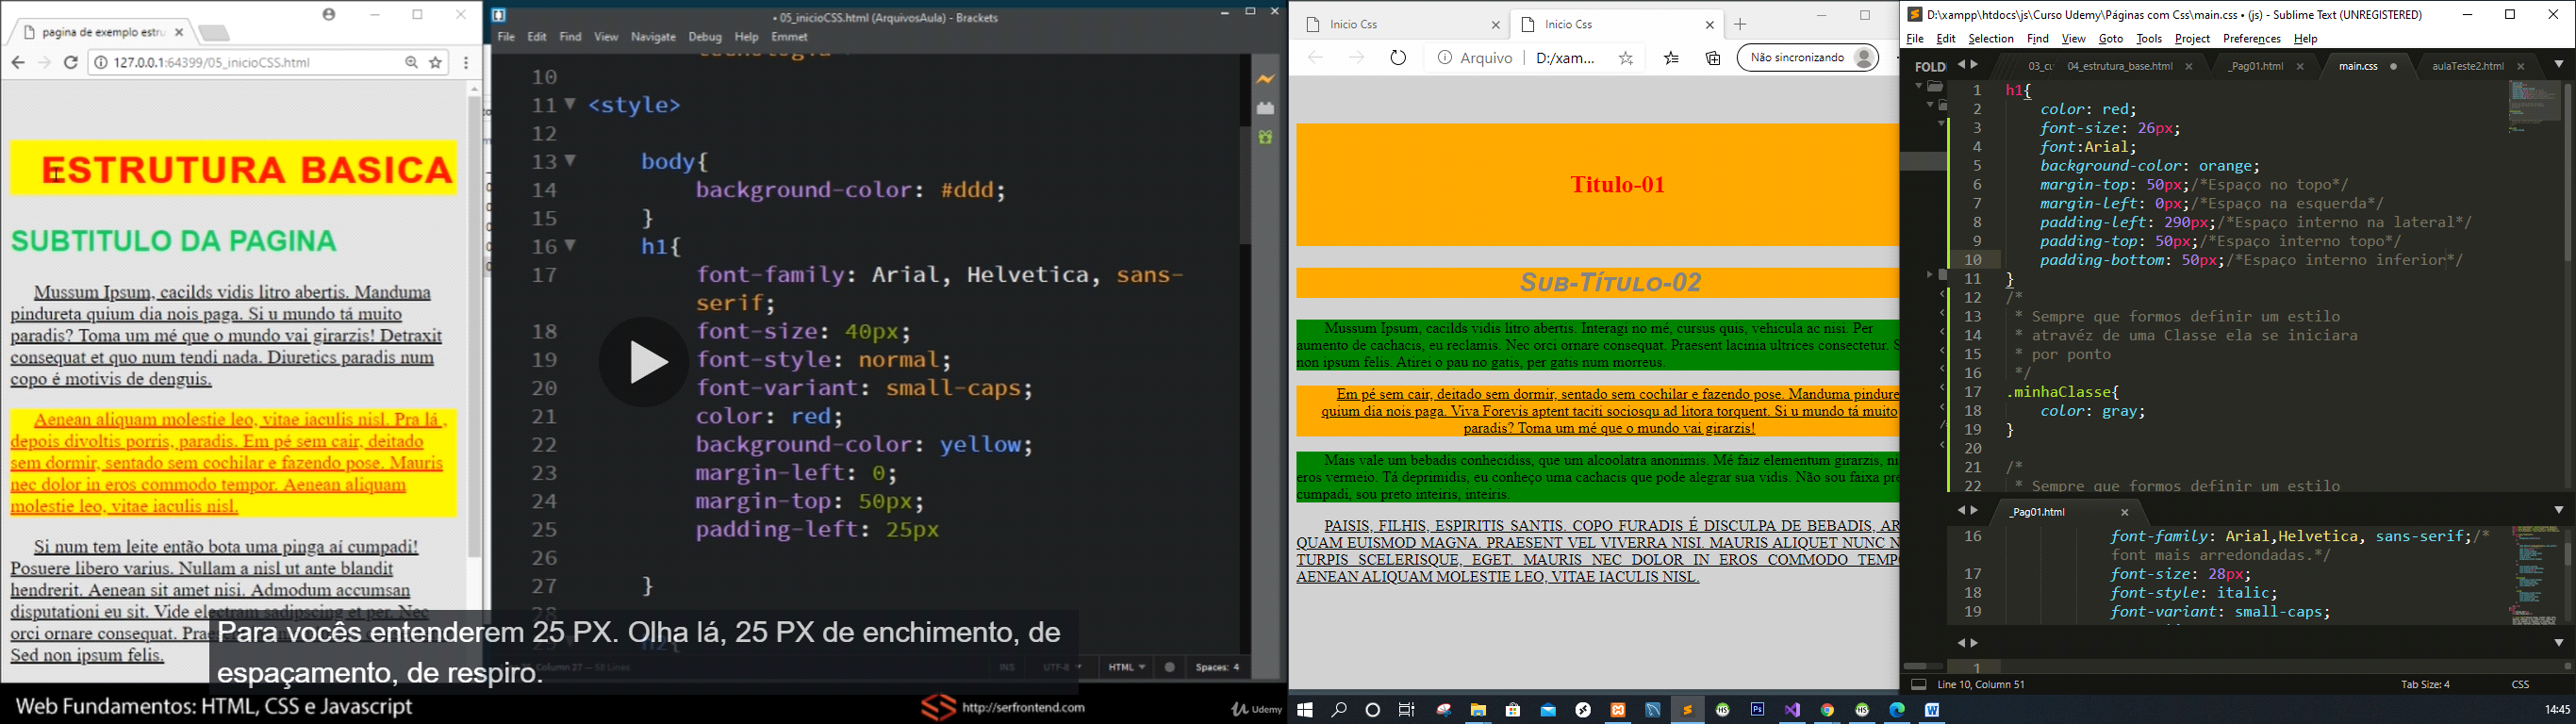 pagina de exemplo estru
127.0.0.1:64399/05_inicioCSS.html
ESTRUTURA BASICA
SUBTITULO DA PAGINA
Mussum Ipsum, cacilds vidis litro abertis. Manduma
pindureta quium dia nois paga. Si u mundo tá muito
paradis? Toma um mé que o mundo vai girarzis! Detraxit
consequat et quo num tendi nada. Diuretics paradis num
copo é motivis de denguis.
Aenean aliquam molestie leo, vitae iaculis nisl. Pra lá ,
depois divoltis porris, paradis. Em pé sem cair, deitado
sem dormir, sentado sem cochilar e fazendo pose. Mauris
nec dolor in eros commodo tempor. Aenean aliquam
molestie leo, vitae iaculis nisl.
Si num tem leite então bota uma pinga aí cumpadi!
Posuere libero varius. Nullam a nisl ut ante blandit
hendrerit. Aenean sit amet nisi. Admodum accumsan
disputationi eu sit. Vide electram sadipscing et per. Nec
orci ornare consequat.
Sed non ipsum felis.
• 05_inicioCSS.html (ArquivosAula) - Brackets
File Edit Find View Navigate Debug Help Emmet
10
11 <style>
12
13 body{
14 background-color: #ddd;
15 }
16 h1{
17 font-family: Arial, Helvetica, sans-
serif;
18 font-size: 40px;
19 font-style: normal;
20 font-variant: small-caps;
21 color: red;
22 background-color: yellow;
23 margin-left: 0;
24 margin-top: 50px;
25 padding-left: 25px
26
27 }
28
h2{
INS UTF-8 HTML Spaces: 4
Para vocês entenderem 25 PX. Olha lá, 25 PX de enchimento, de
espaçamento, de respiro.
Web Fundamentos: HTML, CSS e Javascript
http://serfrontend.com
Udemy
Inicio Css
Inicio Css
Arquivo | D:/xam...
Não sincronizando
Titulo-01
Sub-Título-02
Mussum Ipsum, cacilds vidis litro abertis. Interagi no mé, cursus quis, vehicula ac nisi. Per
aumento de cachacis, eu reclamis. Nec orci ornare consequat. Praesent lacinia ultrices consectetur. S
non ipsum felis. Atirei o pau no gatis, per gatis num morreus.
Em pé sem cair, deitado sem dormir, sentado sem cochilar e fazendo pose. Manduma pindure
quium dia nois paga. Viva Forevis aptent taciti sociosqu ad litora torquent. Si u mundo tá muito
paradis? Toma um mé que o mundo vai girarzis!
Mais vale um bebadis conhecidiss, que um alcoolatra anonimis. Mé faiz elementum girarzis, ni
eros vermeio. Tá deprimidis, eu conheço uma cachacis que pode alegrar sua vidis. Não sou faixa pre
cumpadi, sou preto inteiris, inteiris.
PAISIS, FILHIS, ESPIRITIS SANTIS. COPO FURADIS É DISCULPA DE BEBADIS, AR
QUAM EUISMOD MAGNA. PRAESENT VEL VIVERRA NISI. MAURIS ALIQUET NUNC N
TURPIS SCELERISQUE, EGET. MAURIS NEC DOLOR IN EROS COMMODO TEMP
AENEAN ALIQUAM MOLESTIE LEO, VITAE IACULIS NISL.
D:\xampp\htdocs\js\Curso Udemy\Páginas com Css\main.css • (js) - Sublime Text (UNREGISTERED)
File Edit Selection Find View Goto Tools Project Preferences Help
FOLD
03_cu 04_estrutura_base.html _Pag01.html main.css aulaTeste2.html
1 h1{
2 color: red;
3 font-size: 26px;
4 font:Arial;
5 background-color: orange;
6 margin-top: 50px;/*Espaço no topo*/
7 margin-left: 0px;/*Espaço na esquerda*/
8 padding-left: 290px;/*Espaço interno na lateral*/
9 padding-top: 50px;/*Espaço interno topo*/
10 padding-bottom: 50px;/*Espaço interno inferior*/
11 }
12 /*
13 * Sempre que formos definir um estilo
14 * atravéz de uma Classe ela se iniciara
15 * por ponto
16 */
17 .minhaClasse{
18 color: gray;
19 }
20
21 /*
22 * Sempre que formos definir um estilo
_Pag01.html
16 font-family: Arial,Helvetica, sans-serif;/*
font mais arredondadas.*/
17 font-size: 28px;
18 font-style: italic;
19 font-variant: small-caps;
1
Line 10, Column 51
Tab Size: 4
CSS
14:45